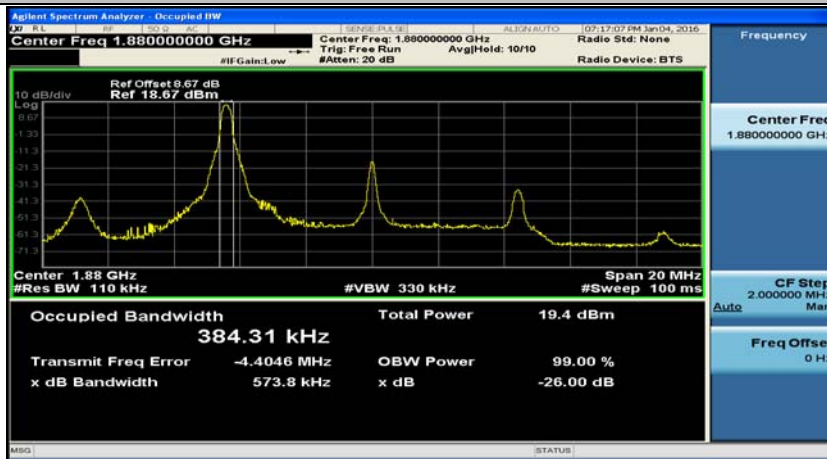 Agilent Spectrum Analyzer - Occupied BW
RL RF 50 Ω AC SENSE:PULSE ALIGN AUTO 07:17:07 PM Jan 04, 2016
Center Freq 1.880000000 GHz
Center Freq: 1.880000000 GHz
Radio Std: None
Trig: Free Run Avg|Hold: 10/10
#IFGain:Low #Atten: 20 dB Radio Device: BTS
Ref Offset 8.67 dB
10 dB/div Ref 18.67 dBm
Log
8.67
-1.33
-11.3
-21.3
-31.3
-41.3
-51.3
-61.3
-71.3
Center 1.88 GHz Span 20 MHz
#Res BW 110 kHz #VBW 330 kHz #Sweep 100 ms
Occupied Bandwidth Total Power 19.4 dBm
384.31 kHz
Transmit Freq Error -4.4046 MHz OBW Power 99.00 %
x dB Bandwidth 573.8 kHz x dB -26.00 dB
MSG STATUS
Frequency
Center Freq
1.880000000 GHz
CF Step
2.000000 MHz
Auto Man
Freq Offset
0 Hz